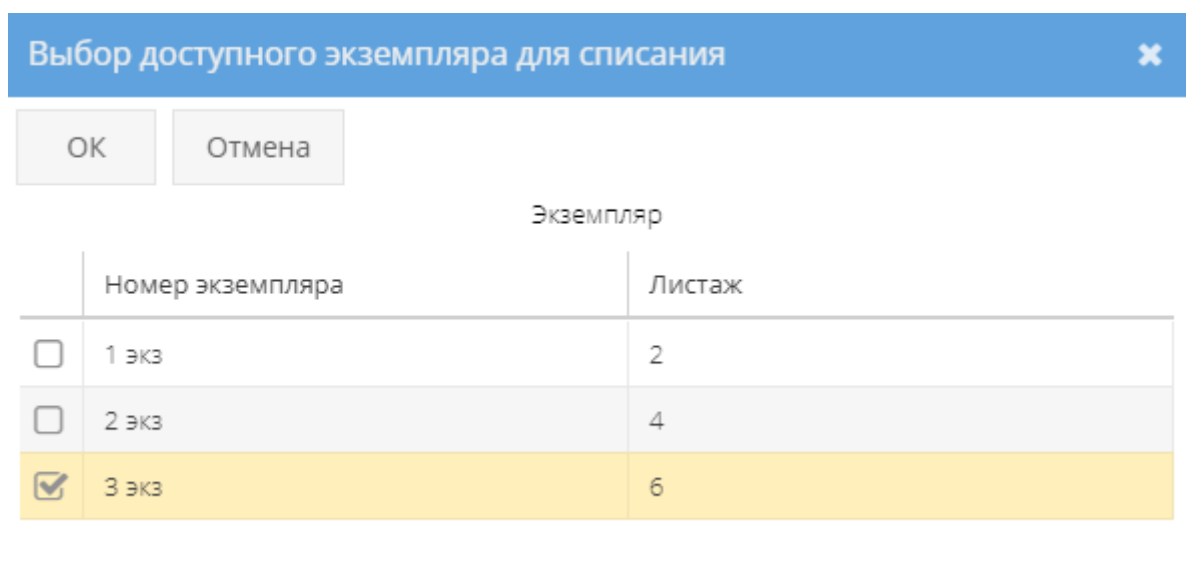 Выбор доступного экземпляра для списания
ОК Отмена
Экземпляр
Номер экземпляра Листаж
1 экз 2
2 экз 4
3 экз 6